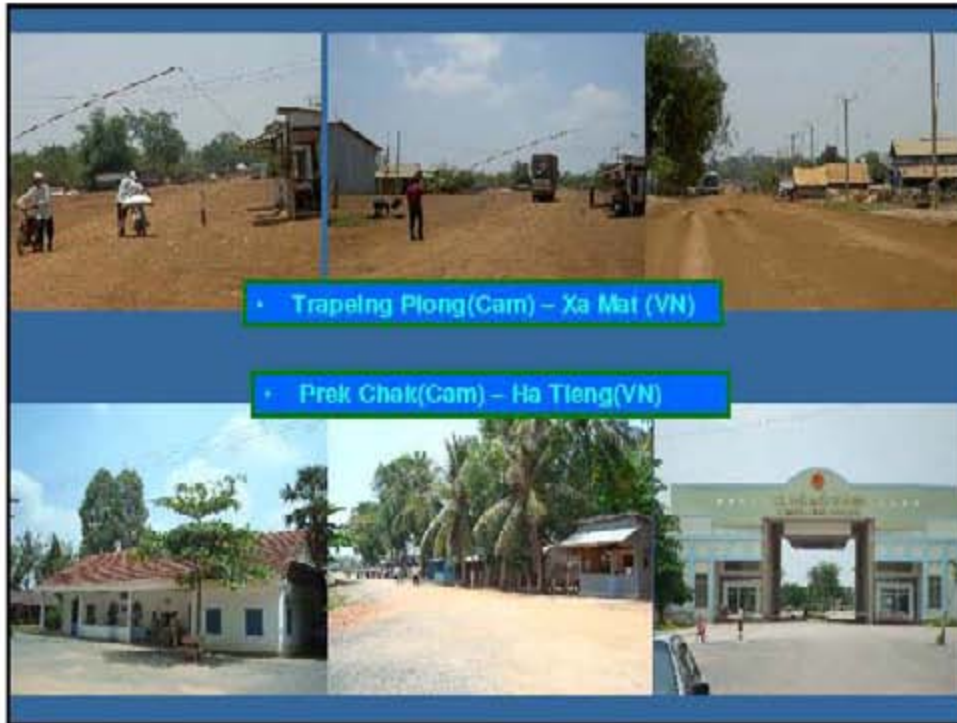 • Trapeing Plong(Cam) – Xa Mat (VN)
• Prek Chak(Cam) – Ha Tieng(VN)